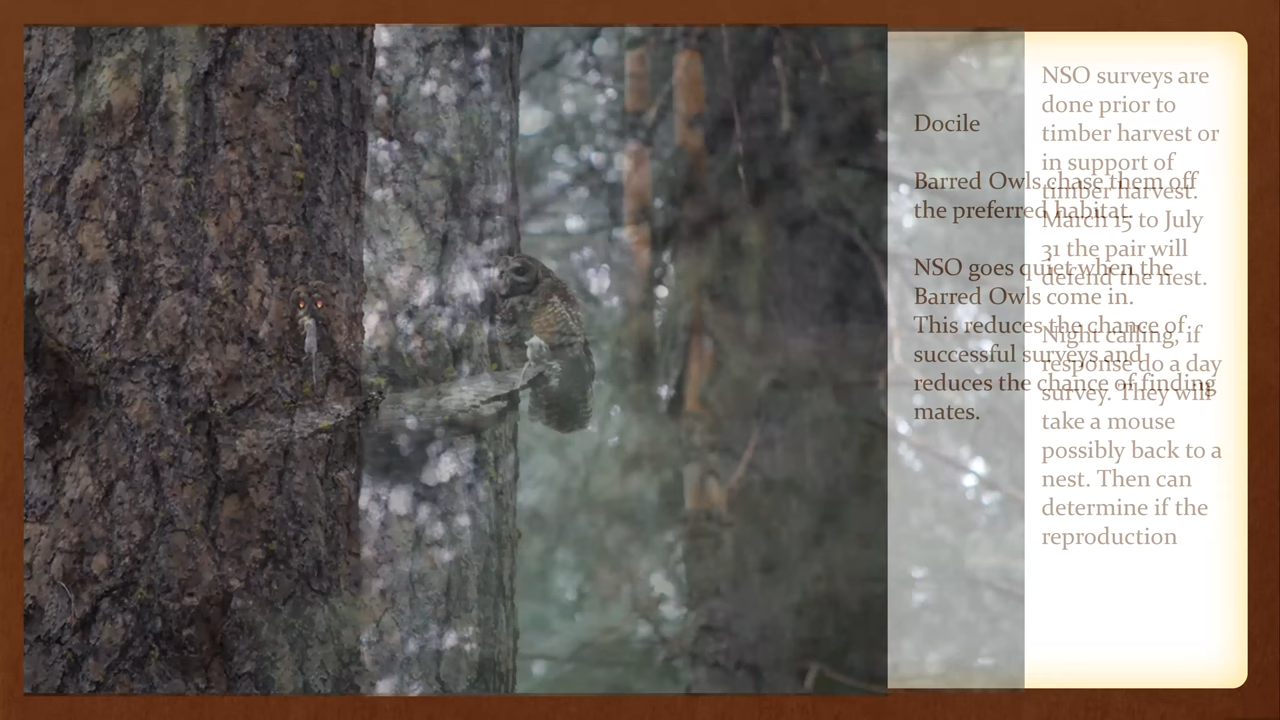 Docile
Barred Owls chase them off
the preferred habitat.
NSO goes quiet when the
Barred Owls come in.
This reduces the chance of
successful surveys and
reduces the chance of finding
mates.
NSO surveys are
done prior to
timber harvest or
in support of
timber harvest.
March 15 to July
31 the pair will
defend the nest.
Night calling, if
response do a day
survey. They will
take a mouse
possibly back to a
nest. Then can
determine if the
reproduction